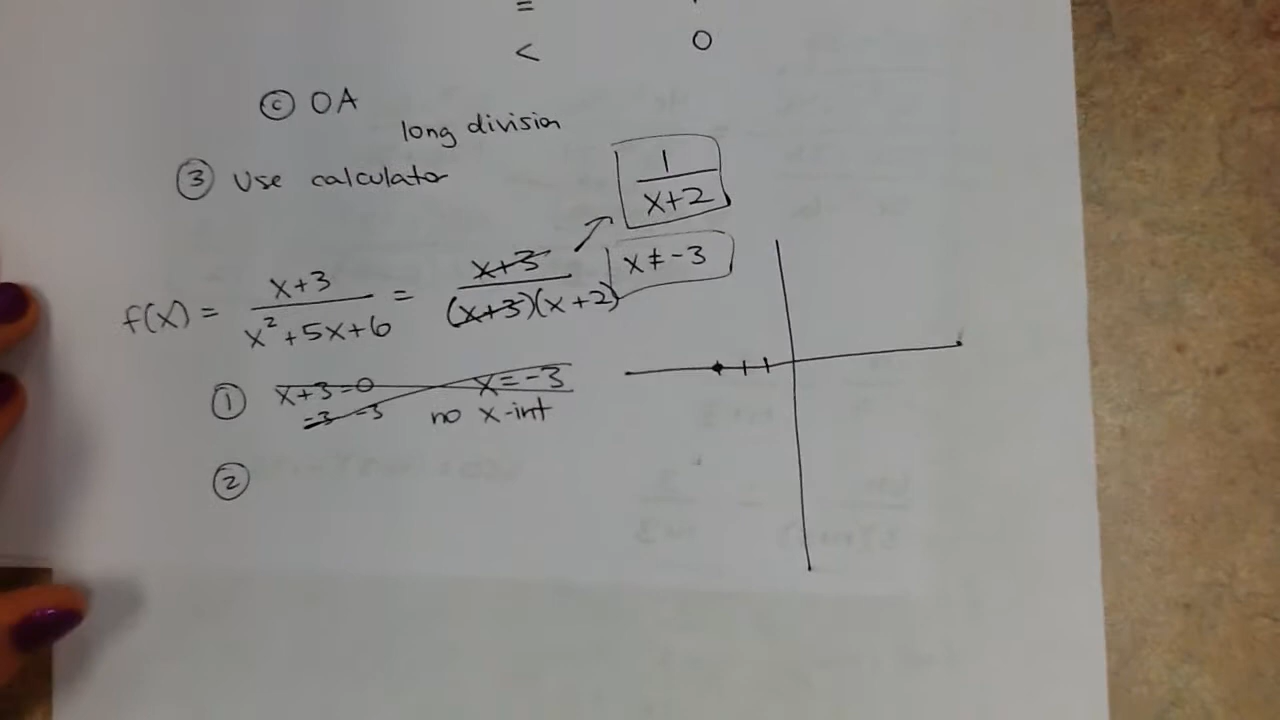 =
< 0
ⓒ OA
long division
③ Use calculator
1/(x+2)
f(x) = (x+3)/(x²+5x+6) = (x+3)/((x+3)(x+2)) ↗ x≠-3
① x+3=0 x=-3
-3 -3 no x-int
②